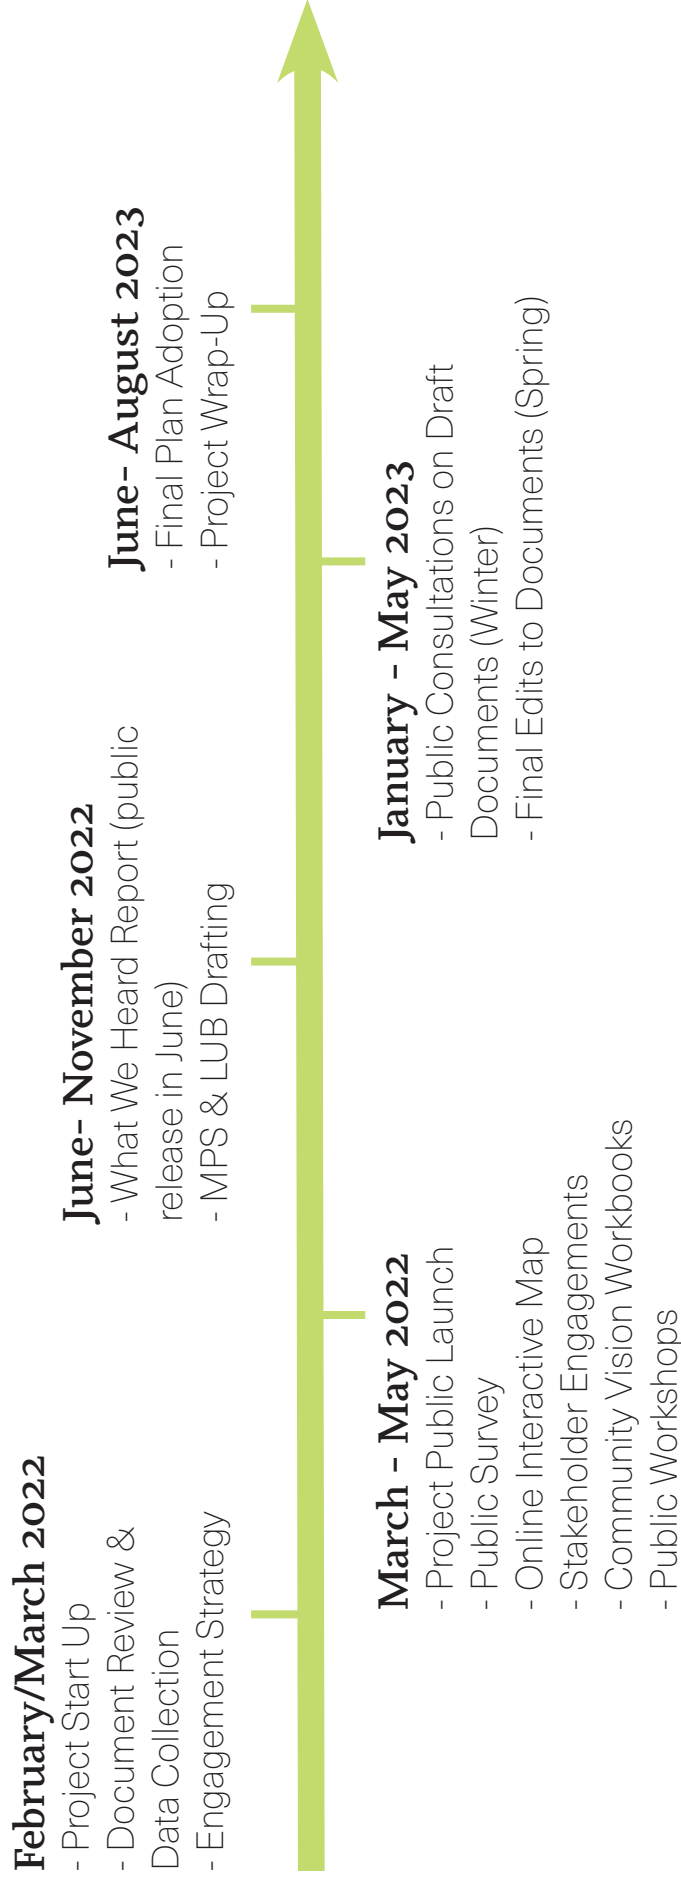 February/March 2022
- Project Start Up
- Document Review &
Data Collection
- Engagement Strategy
March - May 2022
- Project Public Launch
- Public Survey
- Online Interactive Map
- Stakeholder Engagements
- Community Vision Workbooks
- Public Workshops
June- November 2022
- What We Heard Report (public
release in June)
- MPS & LUB Drafting
January - May 2023
- Public Consultations on Draft
Documents (Winter)
- Final Edits to Documents (Spring)
June- August 2023
- Final Plan Adoption
- Project Wrap-Up